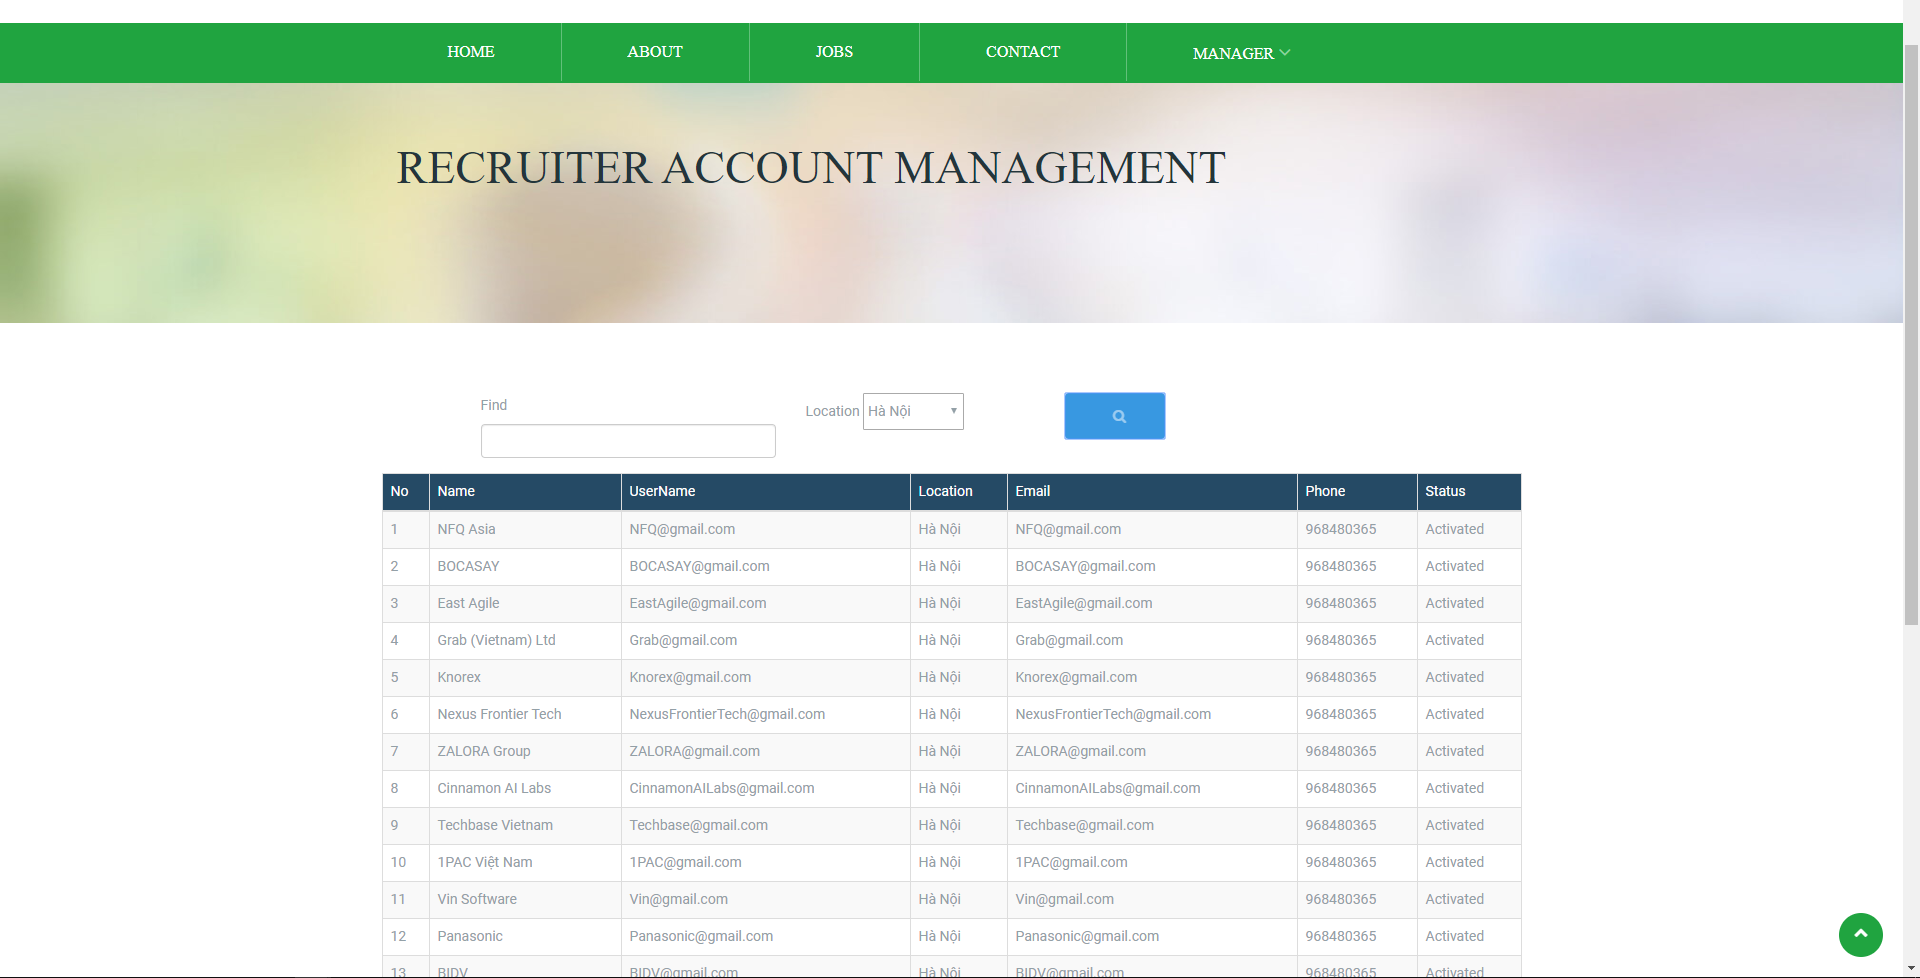 HOME ABOUT JOBS CONTACT MANAGER
RECRUITER ACCOUNT MANAGEMENT
Find
Location Hà Nội
No Name UserName Location Email Phone Status
1 NFQ Asia NFQ@gmail.com Hà Nội NFQ@gmail.com 968480365 Activated
2 BOCASAY BOCASAY@gmail.com Hà Nội BOCASAY@gmail.com 968480365 Activated
3 East Agile EastAgile@gmail.com Hà Nội EastAgile@gmail.com 968480365 Activated
4 Grab (Vietnam) Ltd Grab@gmail.com Hà Nội Grab@gmail.com 968480365 Activated
5 Knorex Knorex@gmail.com Hà Nội Knorex@gmail.com 968480365 Activated
6 Nexus Frontier Tech NexusFrontierTech@gmail.com Hà Nội NexusFrontierTech@gmail.com 968480365 Activated
7 ZALORA Group ZALORA@gmail.com Hà Nội ZALORA@gmail.com 968480365 Activated
8 Cinnamon AI Labs CinnamonAILabs@gmail.com Hà Nội CinnamonAILabs@gmail.com 968480365 Activated
9 Techbase Vietnam Techbase@gmail.com Hà Nội Techbase@gmail.com 968480365 Activated
10 1PAC Việt Nam 1PAC@gmail.com Hà Nội 1PAC@gmail.com 968480365 Activated
11 Vin Software Vin@gmail.com Hà Nội Vin@gmail.com 968480365 Activated
12 Panasonic Panasonic@gmail.com Hà Nội Panasonic@gmail.com 968480365 Activated
13 BIDV BIDV@gmail.com Hà Nội BIDV@gmail.com 968480365 Activated